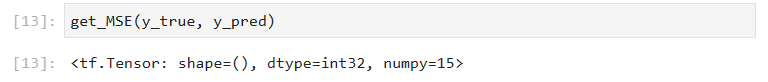 [13]: get_MSE(y_true, y_pred)
[13]: <tf.Tensor: shape=(), dtype=int32, numpy=15>